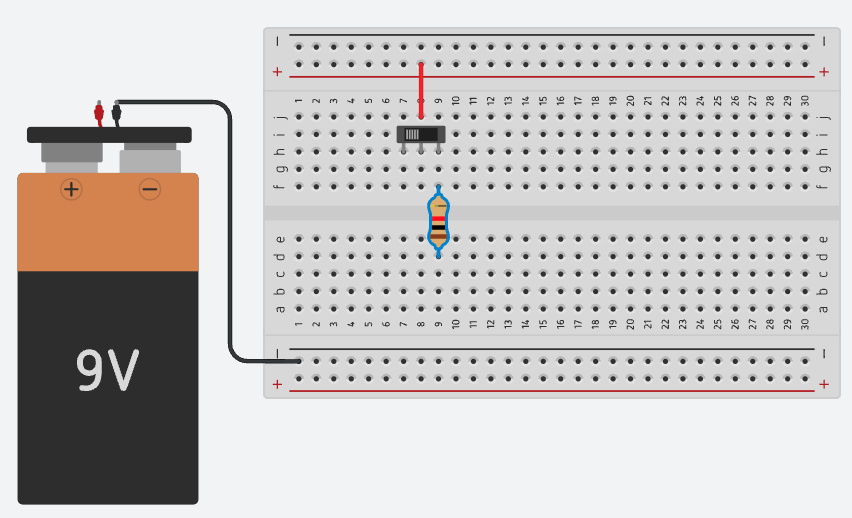 − −
+ +
1 2 3 4 5 6 7 8 9 10 11 12 13 14 15 16 17 18 19 20 21 22 23 24 25 26 27 28 29 30
j j
i i
h h
g g
f f
+ −
e e
d d
c c
b b
a a
1 2 3 4 5 6 7 8 9 10 11 12 13 14 15 16 17 18 19 20 21 22 23 24 25 26 27 28 29 30
− −
9V
+ +